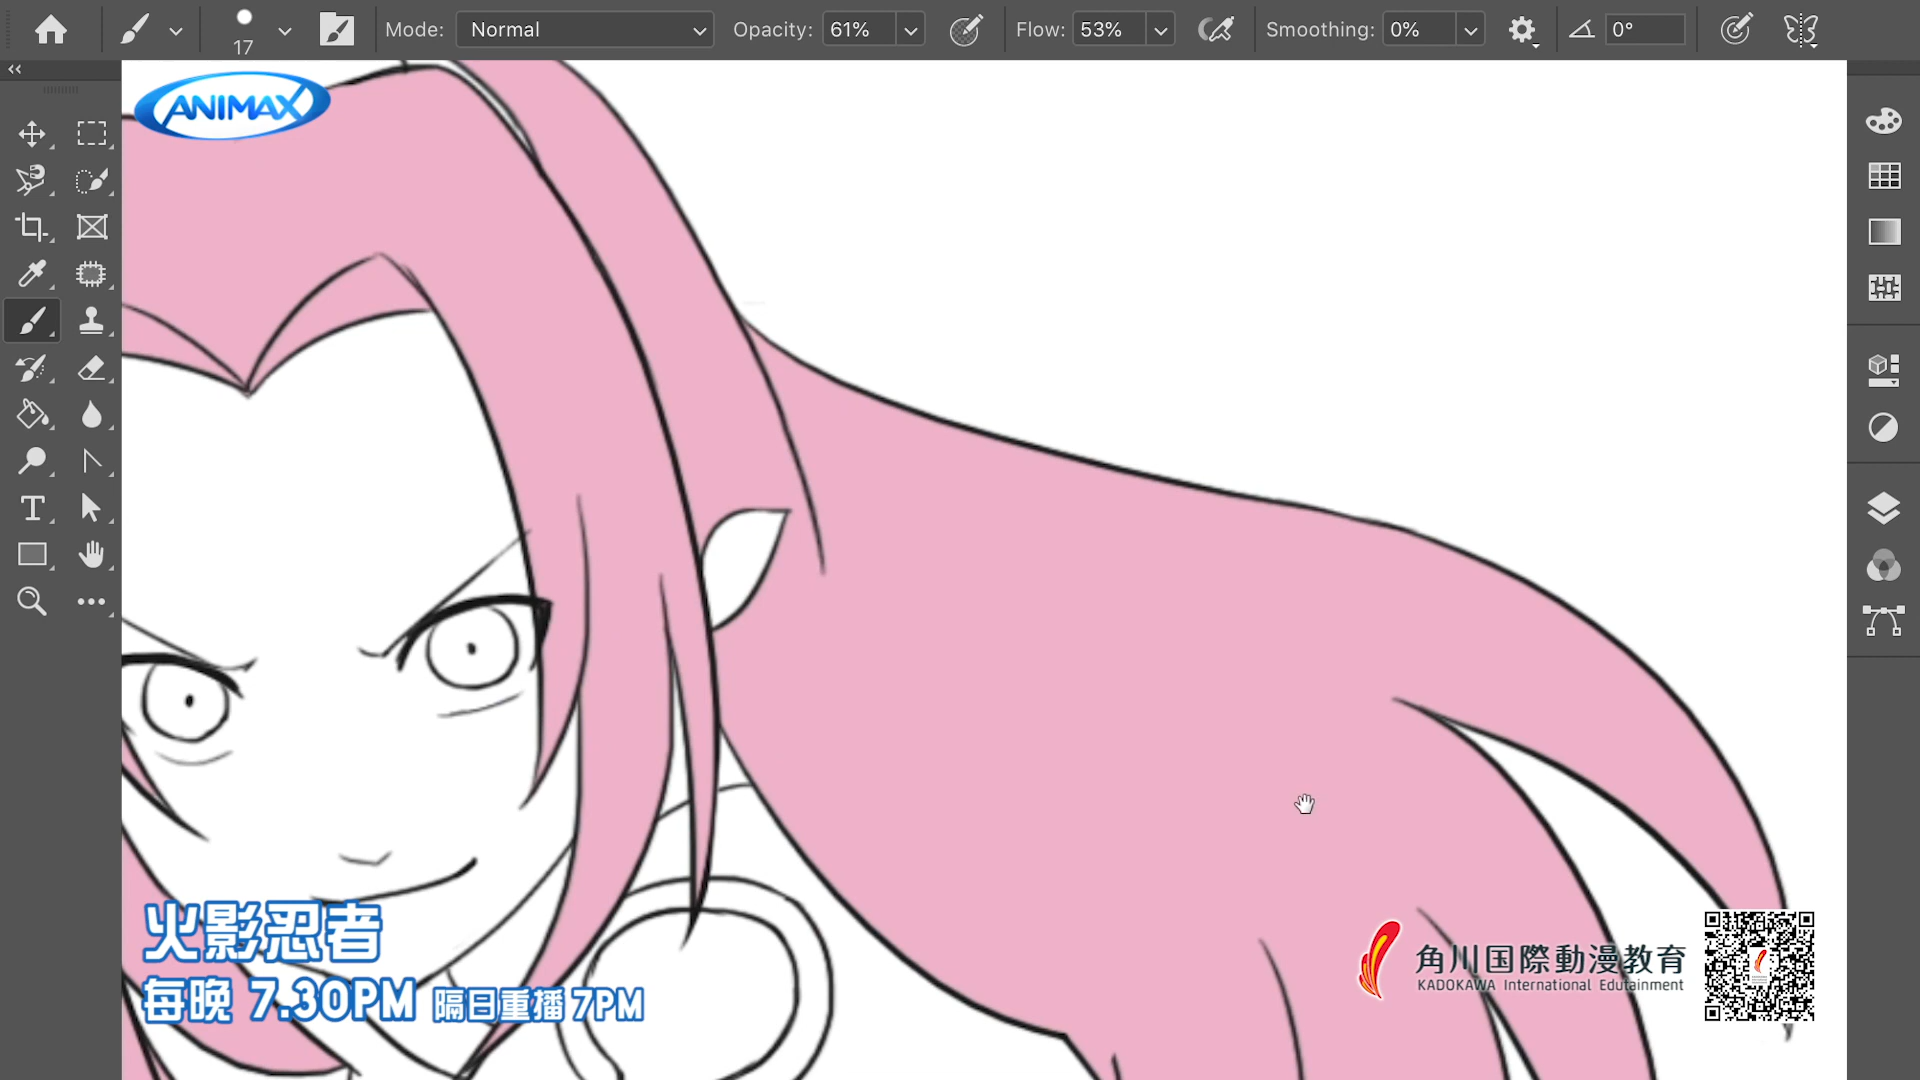 17
Mode: Normal Opacity: 61% Flow: 53% Smoothing: 0% 0°
ANIMAX
火影忍者
每晚 7.30PM 隔日重播 7PM
角川国際動漫教育
KADOKAWA International Edutainment